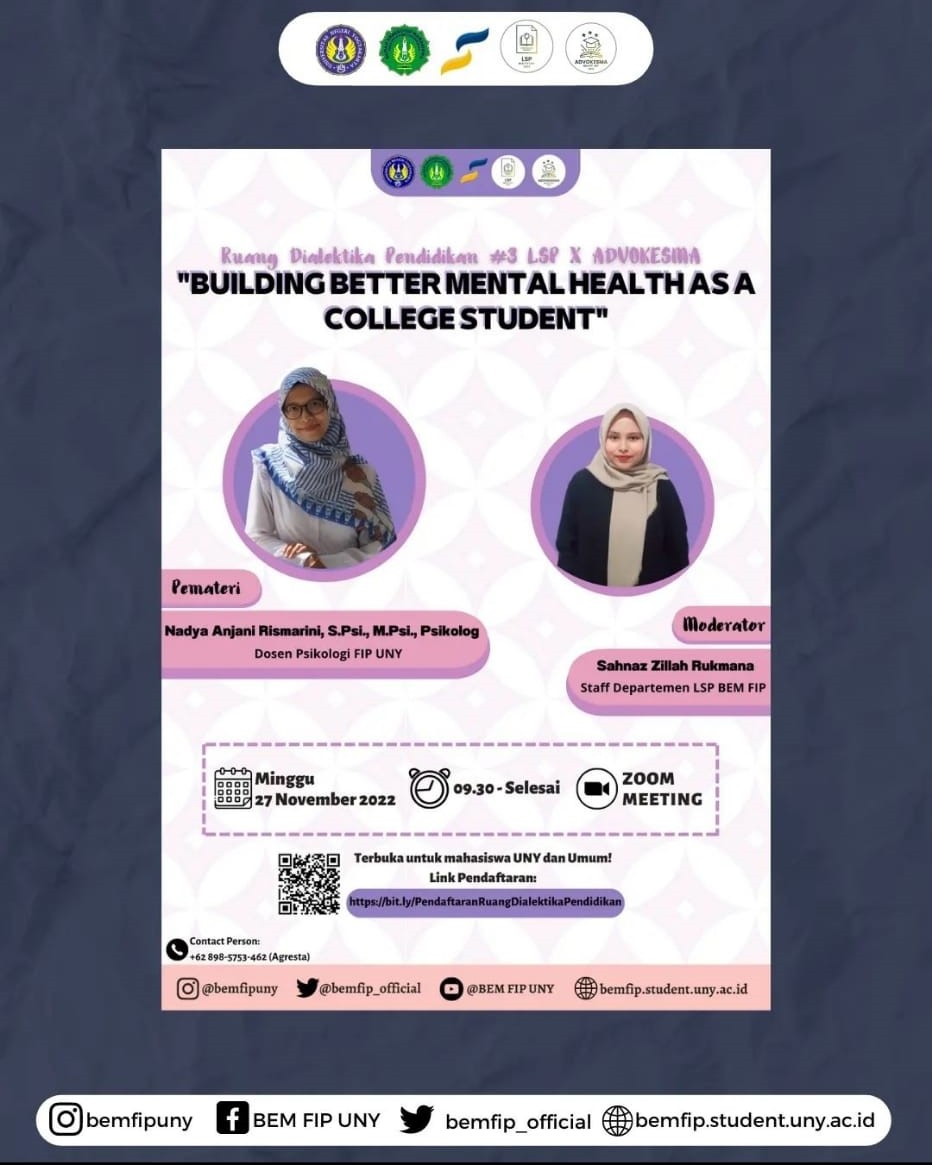 LSP
ADVOKESMA
Ruang Dialektika Pendidikan #3 LSP X ADVOKESMA
"BUILDING BETTER MENTAL HEALTH AS A
COLLEGE STUDENT"
Pemateri
Nadya Anjani Rismarini, S.Psi., M.Psi., Psikolog
Dosen Psikologi FIP UNY
Moderator
Sahnaz Zillah Rukmana
Staff Departemen LSP BEM FIP
Minggu
27 November 2022
09.30 - Selesai
ZOOM
MEETING
Terbuka untuk mahasiswa UNY dan Umum!
Link Pendaftaran:
https://bit.ly/PendaftaranRuangDialektikaPendidikan
Contact Person:
+62 898-5753-462 (Agresta)
@bemfipuny
@bemfip_official
@BEM FIP UNY
bemfip.student.uny.ac.id
bemfipuny
BEM FIP UNY
bemfip_official
bemfip.student.uny.ac.id